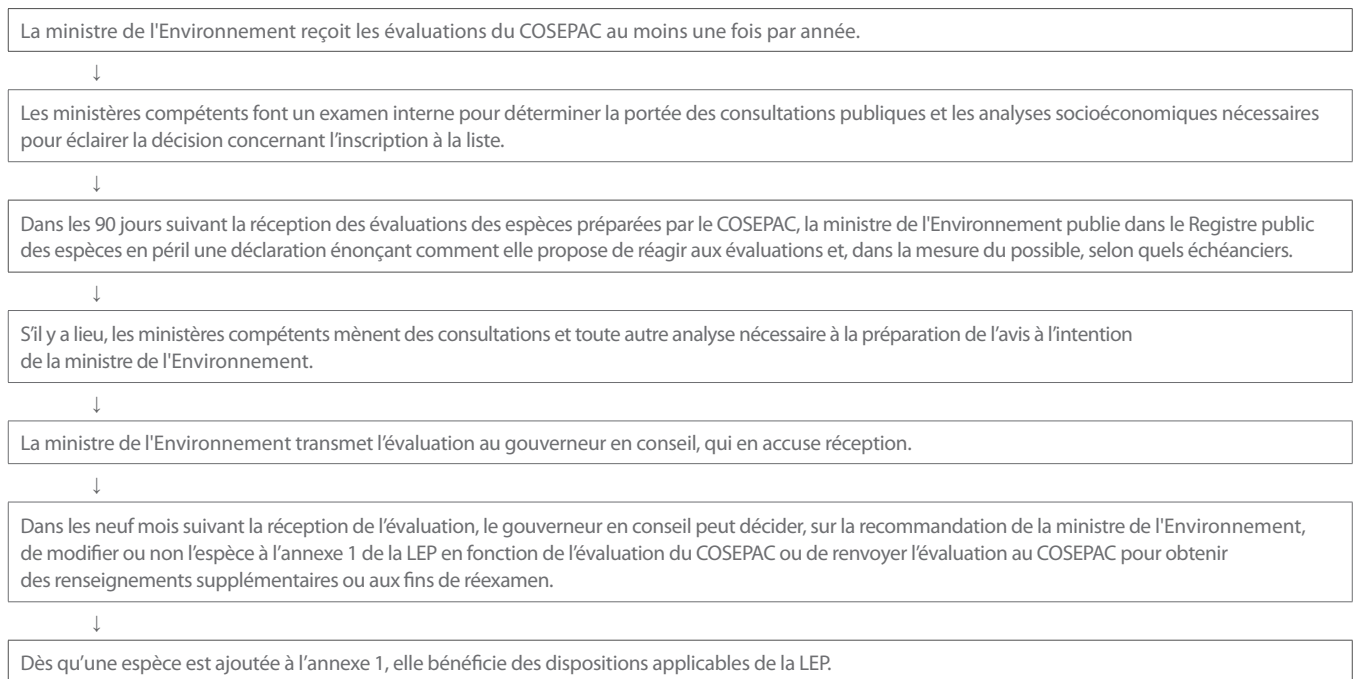 La ministre de l'Environnement reçoit les évaluations du COSEPAC au moins une fois par année.
↓
Les ministères compétents font un examen interne pour déterminer la portée des consultations publiques et les analyses socioéconomiques nécessaires
pour éclairer la décision concernant l’inscription à la liste.
↓
Dans les 90 jours suivant la réception des évaluations des espèces préparées par le COSEPAC, la ministre de l'Environnement publie dans le Registre public
des espèces en péril une déclaration énonçant comment elle propose de réagir aux évaluations et, dans la mesure du possible, selon quels échéanciers.
↓
S’il y a lieu, les ministères compétents mènent des consultations et toute autre analyse nécessaire à la préparation de l’avis à l’intention
de la ministre de l'Environnement.
↓
La ministre de l'Environnement transmet l’évaluation au gouverneur en conseil, qui en accuse réception.
↓
Dans les neuf mois suivant la réception de l’évaluation, le gouverneur en conseil peut décider, sur la recommandation de la ministre de l'Environnement,
de modifier ou non l’espèce à l’annexe 1 de la LEP en fonction de l’évaluation du COSEPAC ou de renvoyer l’évaluation au COSEPAC pour obtenir
des renseignements supplémentaires ou aux fins de réexamen.
↓
Dès qu’une espèce est ajoutée à l’annexe 1, elle bénéficie des dispositions applicables de la LEP.